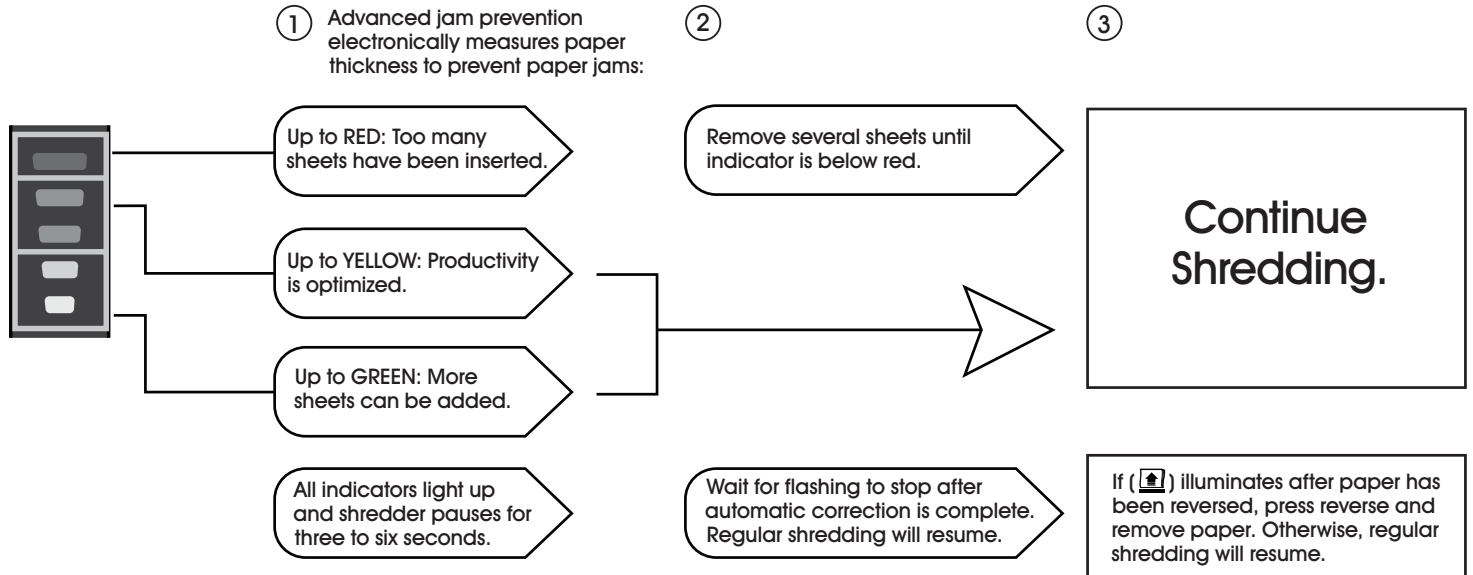 1
Advanced jam prevention
electronically measures paper
thickness to prevent paper jams:
2
3
Up to RED: Too many
sheets have been inserted.
Remove several sheets until
indicator is below red.
Continue
Shredding.
Up to YELLOW: Productivity
is optimized.
Up to GREEN: More
sheets can be added.
All indicators light up
and shredder pauses for
three to six seconds.
Wait for flashing to stop after
automatic correction is complete.
Regular shredding will resume.
If ( ) illuminates after paper has
been reversed, press reverse and
remove paper. Otherwise, regular
shredding will resume.